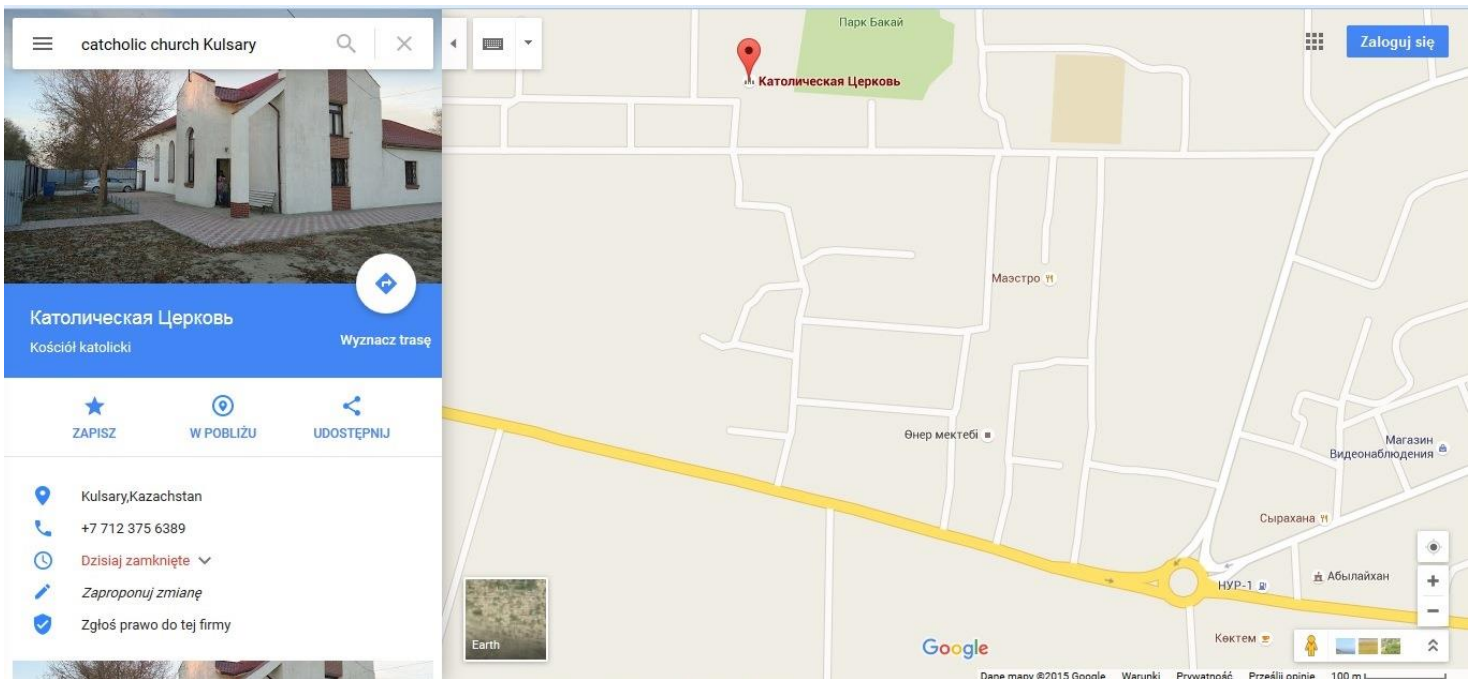 catcholic church Kulsary
Католическая Церковь
Kościół katolicki
Wyznacz trasę
ZAPISZ
W POBLIŻU
UDOSTĘPNIJ
Kulsary,Kazachstan
+7 712 375 6389
Dzisiaj zamknięte
Zaproponuj zmianę
Zgłoś prawo do tej firmy
Парк Бакай
Zaloguj się
Католическая Церковь
Маэстро
Өнер мектебі
Магазин
Видеонаблюдения
Сырахана
НУР-1
Абылайхан
Көктем
Earth
Google
Dane mapy ©2015 Google Warunki Prywatność Prześlij opinie 100 m